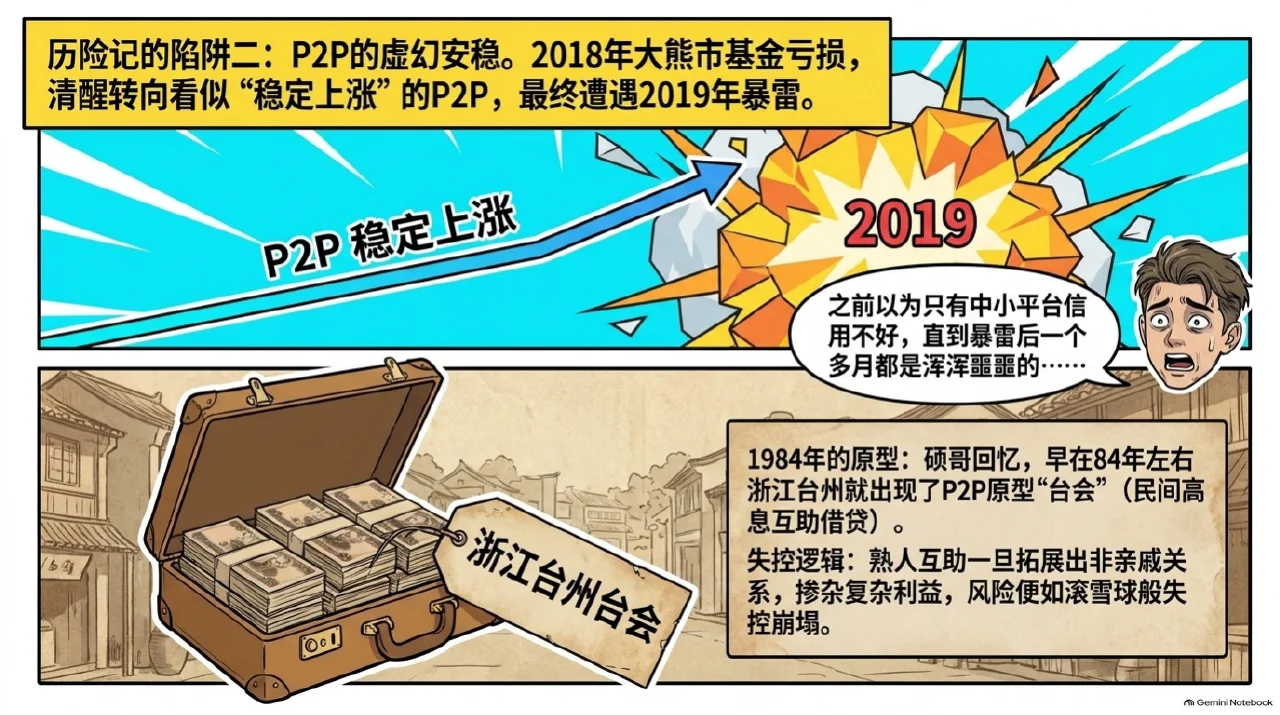 历险记的陷阱二：P2P的虚幻安稳。2018年大熊市基金亏损，
清醒转向看似“稳定上涨”的P2P，最终遭遇2019年暴雷。
P2P 稳定上涨
2019
之前以为只有中小平台信
用不好，直到暴雷后一个
多月都是浑浑噩噩的……
浙江台州台会
1984年的原型：硕哥回忆，早在84年左右
浙江台州就出现了P2P原型“台会”（民间高
息互助借贷）。
失控逻辑：熟人互助一旦拓展出非亲戚关
系，掺杂复杂利益，风险便如滚雪球般失
控崩塌。
Gemini Notebook